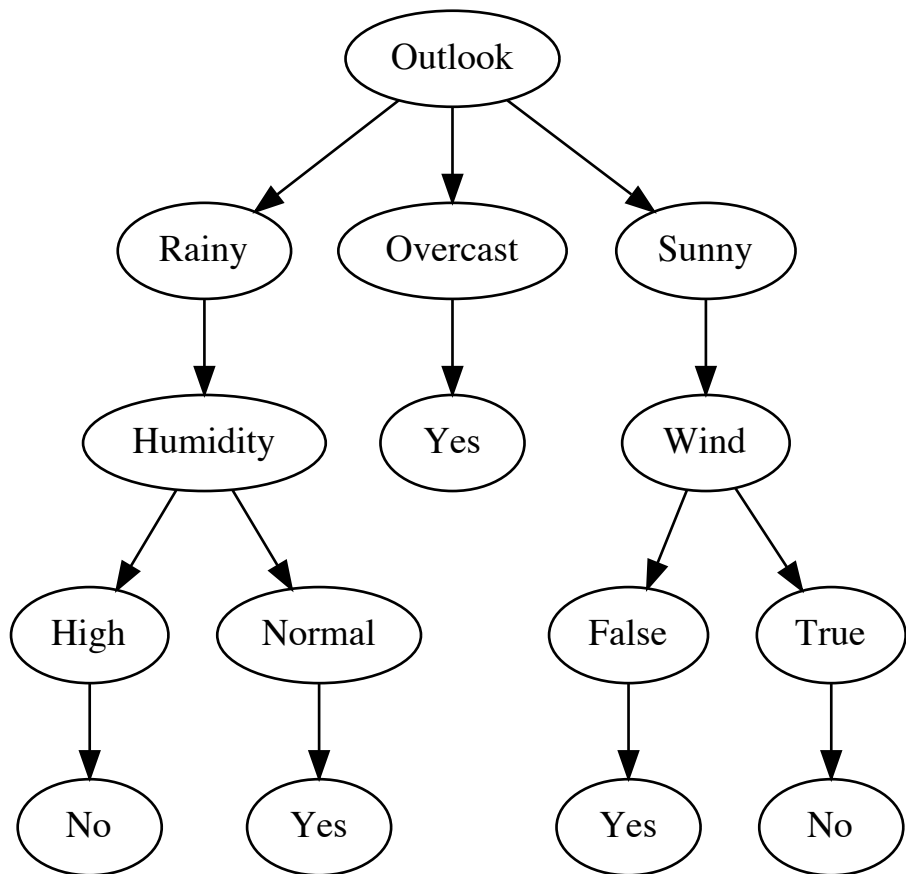 Outlook
Rainy
Overcast
Sunny
Humidity
Yes
Wind
High
Normal
False
True
No
Yes
Yes
No